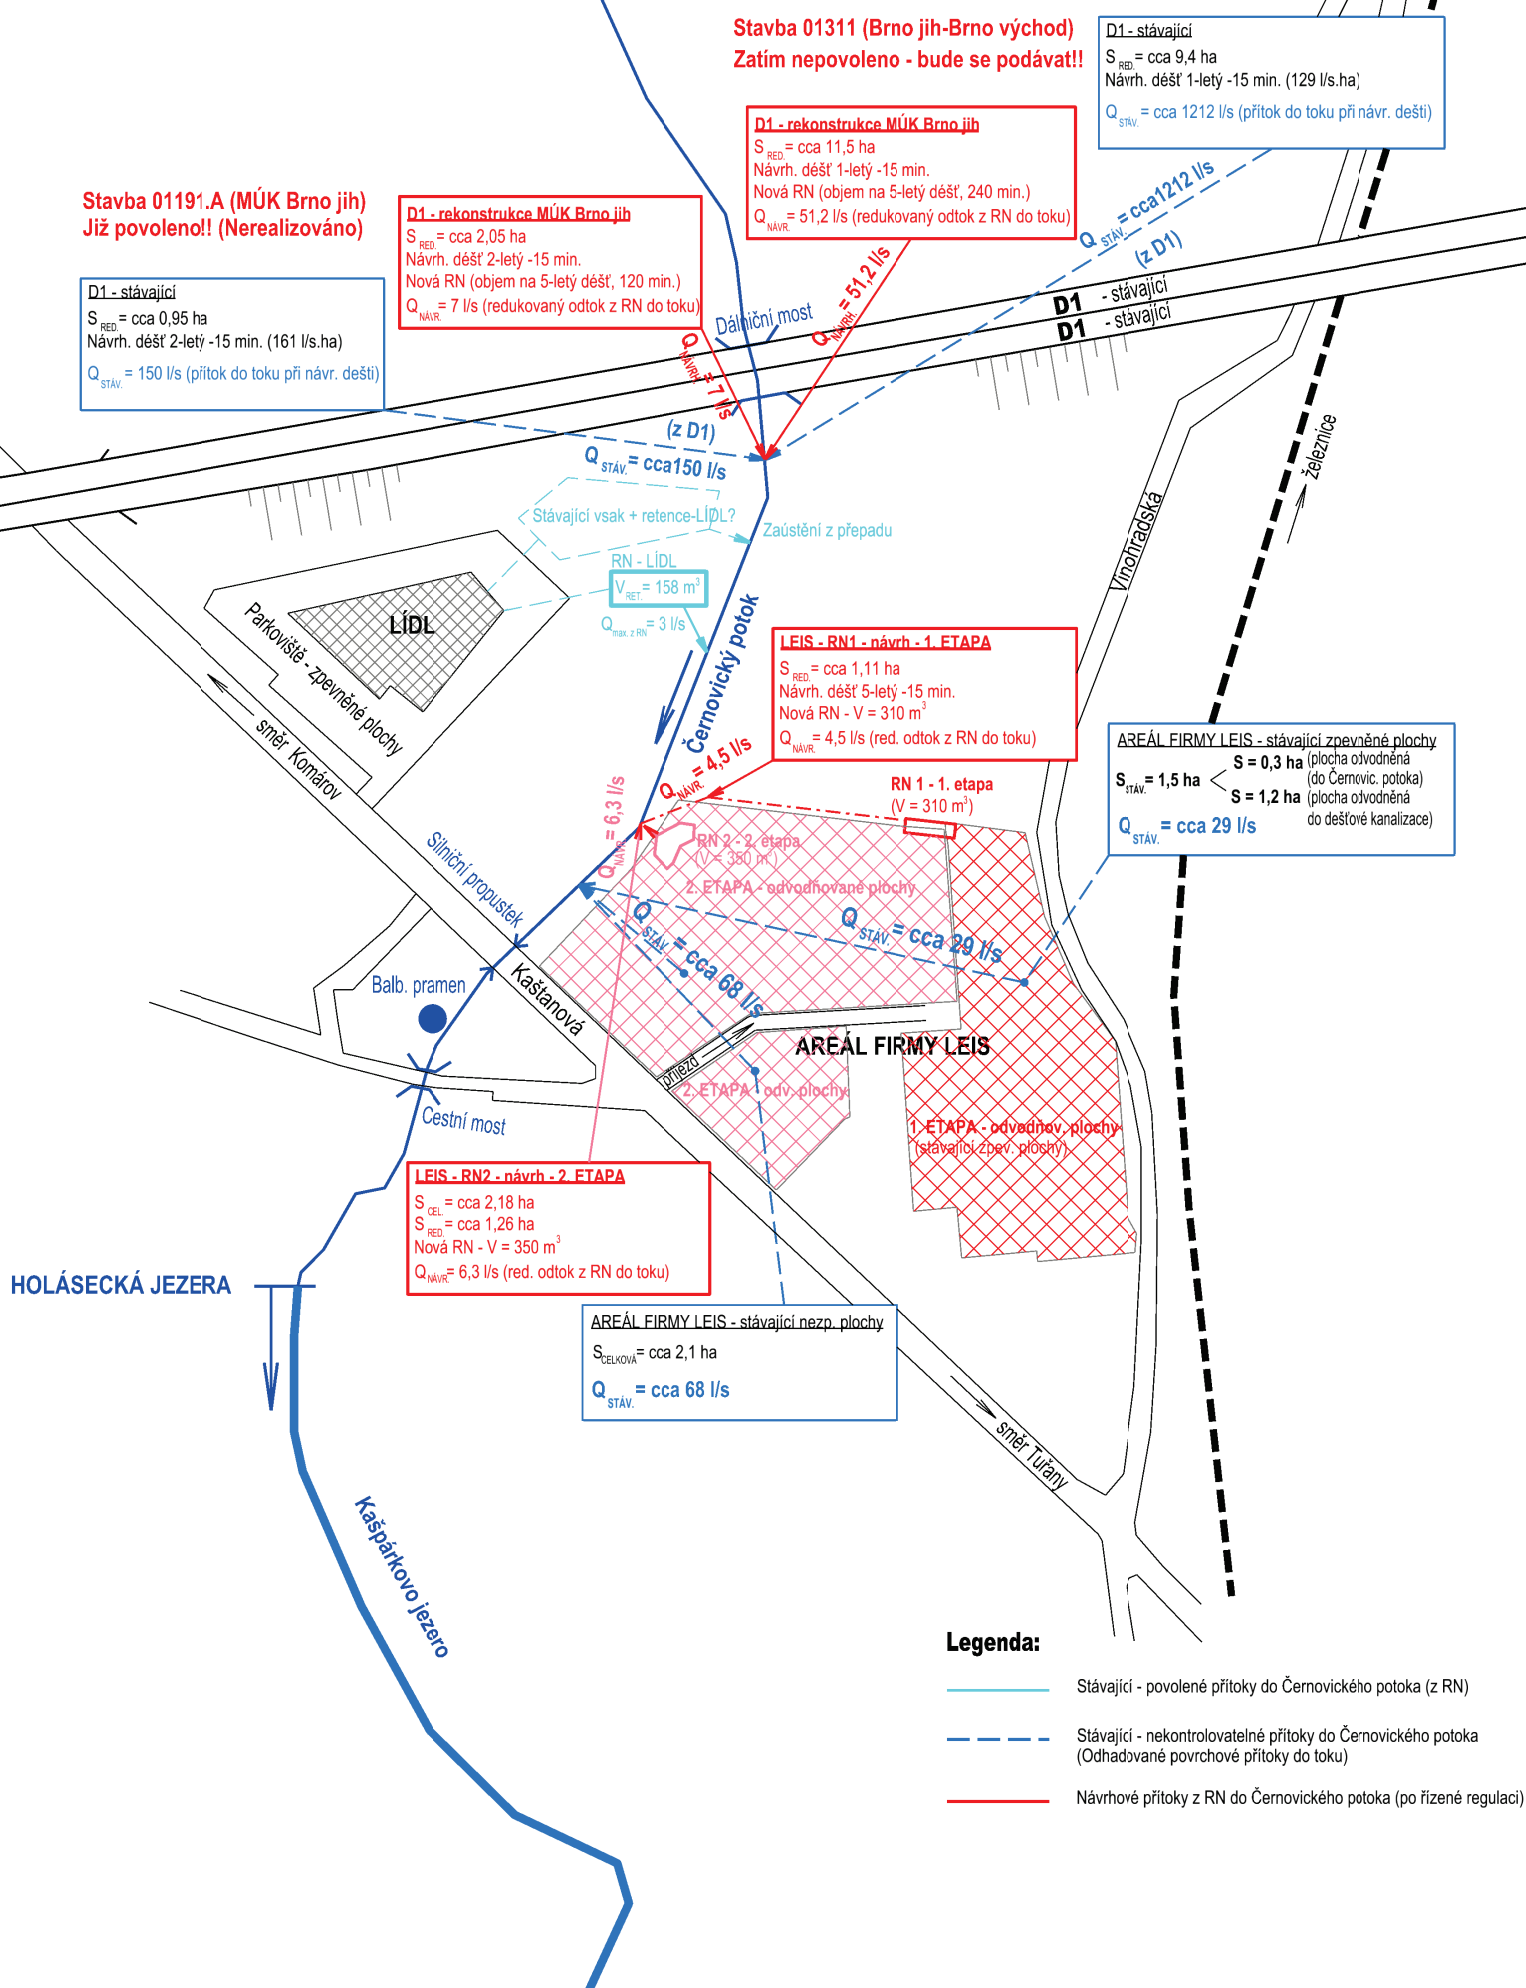 Stavba 01311 (Brno jih-Brno východ)
Zatím nepovoleno - bude se podávat!!
D1 - stávající
S RED. = cca 9,4 ha
Návrh. déšť 1-letý -15 min. (129 l/s.ha)
Q STÁV. = cca 1212 l/s (přítok do toku při návr. dešti)
D1 - rekonstrukce MÚK Brno jih
S RED. = cca 11,5 ha
Návrh. déšť 1-letý -15 min.
Nová RN (objem na 5-letý déšť, 240 min.)
Q NÁVR. = 51,2 l/s (redukovaný odtok z RN do toku)
Stavba 01191.A (MÚK Brno jih)
Již povoleno!! (Nerealizováno)
D1 - rekonstrukce MÚK Brno jih
S RED. = cca 2,05 ha
Návrh. déšť 2-letý -15 min.
Nová RN (objem na 5-letý déšť, 120 min.)
Q NÁVR. = 7 l/s (redukovaný odtok z RN do toku)
D1 - stávající
S RED. = cca 0,95 ha
Návrh. déšť 2-letý -15 min. (161 l/s.ha)
Q STÁV. = 150 l/s (přítok do toku při návr. dešti)
Q STÁV. = cca1212 l/s
(z D1)
D1 - stávající
D1 - stávající
Dálniční most
Q NÁVRH. = 51,2 l/s
Q NÁVRH. = 7 l/s
(z D1)
Q STÁV. = cca150 l/s
železnice
Vinohradská
Stávající vsak + retence-LÍDL?
Zaústění z přepadu
RN - LÍDL
V RET. = 158 m³
Q max. z RN = 3 l/s
LÍDL
Parkoviště - zpevněné plochy
směr Komárov
Černovický potok
LEIS - RN1 - návrh - 1. ETAPA
S RED. = cca 1,11 ha
Návrh. déšť 5-letý -15 min.
Nová RN - V = 310 m³
Q NÁVR. = 4,5 l/s (red. odtok z RN do toku)
AREÁL FIRMY LEIS - stávající zpevněné plochy
S STÁV. = 1,5 ha
S = 0,3 ha (plocha odvodněná
(do Černovic. potoka)
S = 1,2 ha (plocha odvodněná
do dešťové kanalizace)
Q STÁV. = cca 29 l/s
Q NÁVR. = 4,5 l/s
Q NÁVR. = 6,3 l/s
RN 1 - 1. etapa
(V = 310 m³)
RN 2 - 2. etapa
(V = 350 m³)
2. ETAPA - odvodňované plochy
Q STÁV. = cca 29 l/s
Q STÁV. = cca 68 l/s
Silniční propustek
Balb. pramen
Kaštanová
příjezd
AREÁL FIRMY LEIS
2. ETAPA - odv. plochy
1. ETAPA - odvodňov. plochy
(stávající zpev. plochy)
Cestní most
LEIS - RN2 - návrh - 2. ETAPA
S CEL. = cca 2,18 ha
S RED. = cca 1,26 ha
Nová RN - V = 350 m³
Q NÁVR. = 6,3 l/s (red. odtok z RN do toku)
HOLÁSECKÁ JEZERA
AREÁL FIRMY LEIS - stávající nezp. plochy
S CELKOVÁ = cca 2,1 ha
Q STÁV. = cca 68 l/s
směr Tuřany
Kašpárkovo jezero
Legenda:
Stávající - povolené přítoky do Černovického potoka (z RN)
Stávající - nekontrolovatelné přítoky do Černovického potoka
(Odhadované povrchové přítoky do toku)
Návrhové přítoky z RN do Černovického potoka (po řízené regulaci)